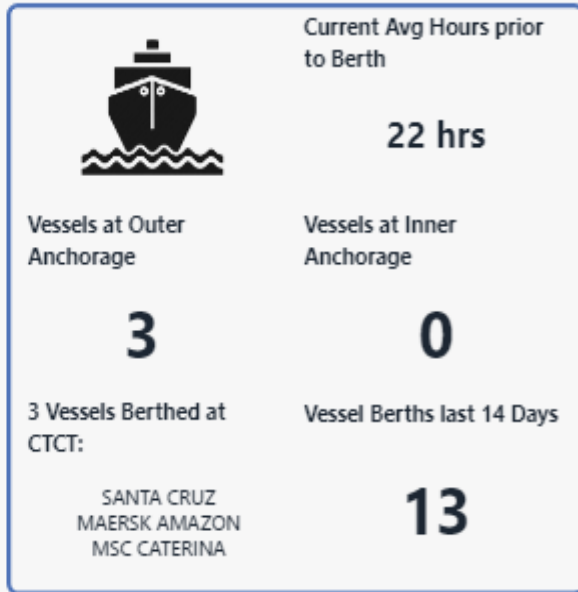 Current Avg Hours prior
to Berth
22 hrs
Vessels at Outer
Anchorage
3
Vessels at Inner
Anchorage
0
3 Vessels Berthed at
CTCT:
SANTA CRUZ
MAERSK AMAZON
MSC CATERINA
Vessel Berths last 14 Days
13